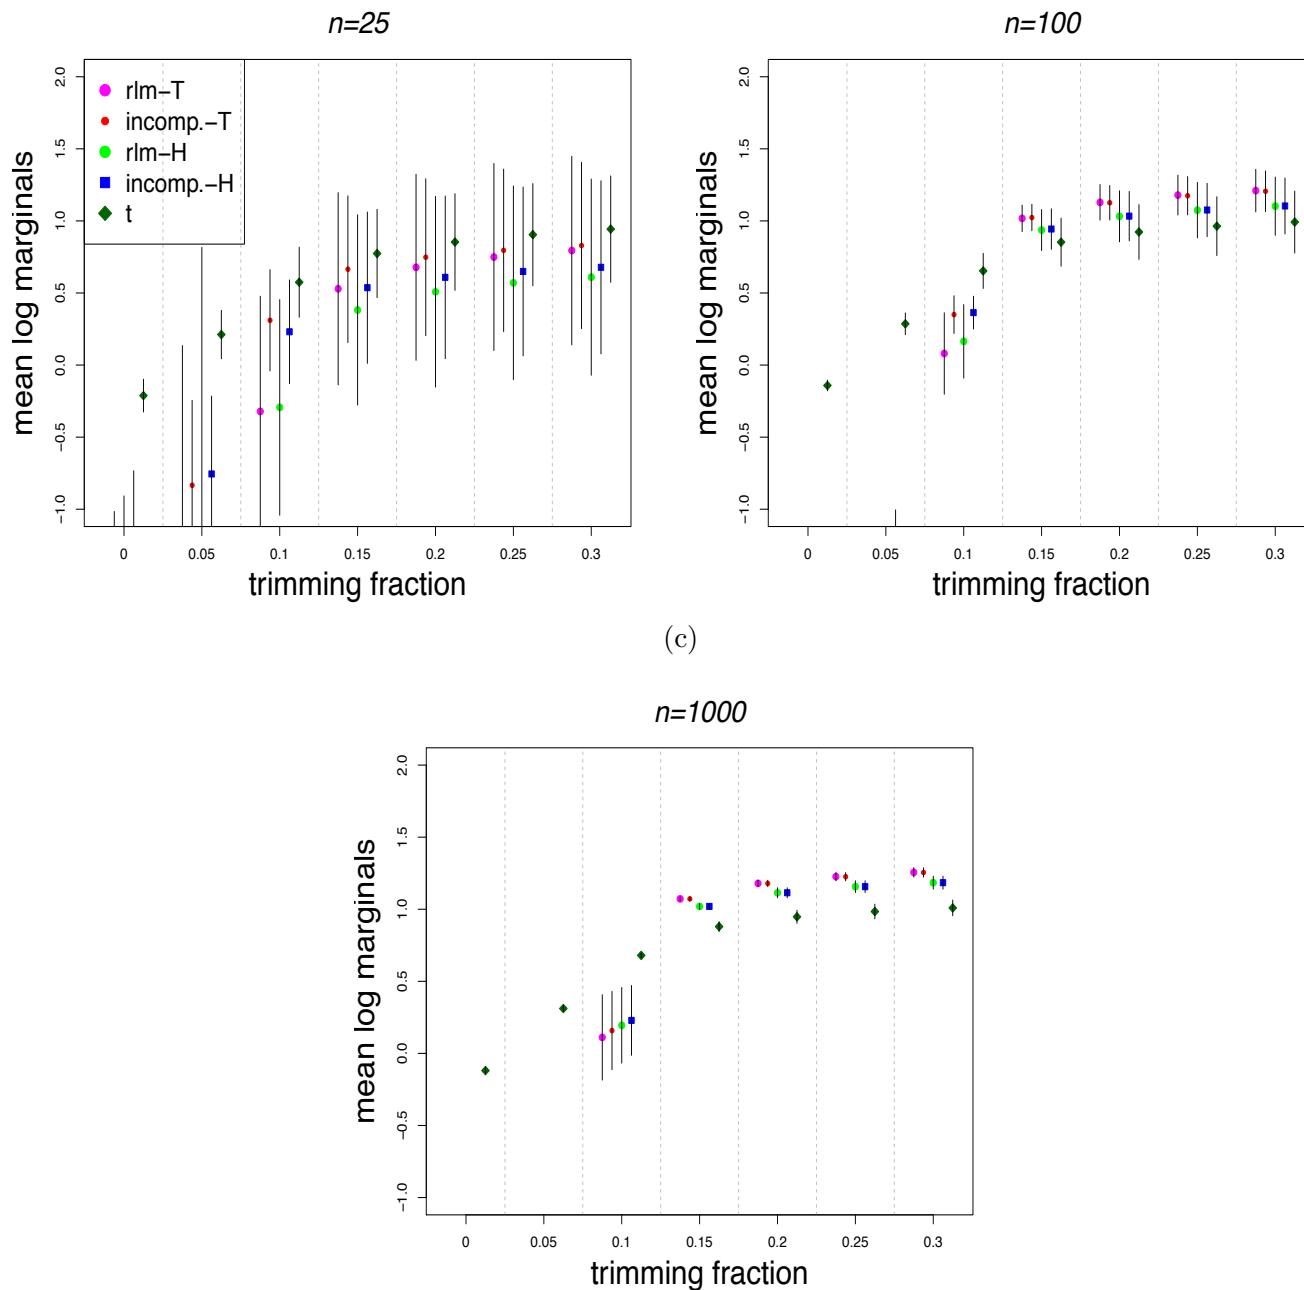 n=25
mean log marginals
2.0
1.5
1.0
0.5
0.0
−0.5
−1.0
rlm−T
incomp.−T
rlm−H
incomp.−H
t
0 0.05 0.1 0.15 0.2 0.25 0.3
trimming fraction
n=100
mean log marginals
2.0
1.5
1.0
0.5
0.0
−0.5
−1.0
0 0.05 0.1 0.15 0.2 0.25 0.3
trimming fraction
(c)
n=1000
mean log marginals
2.0
1.5
1.0
0.5
0.0
−0.5
−1.0
0 0.05 0.1 0.15 0.2 0.25 0.3
trimming fraction